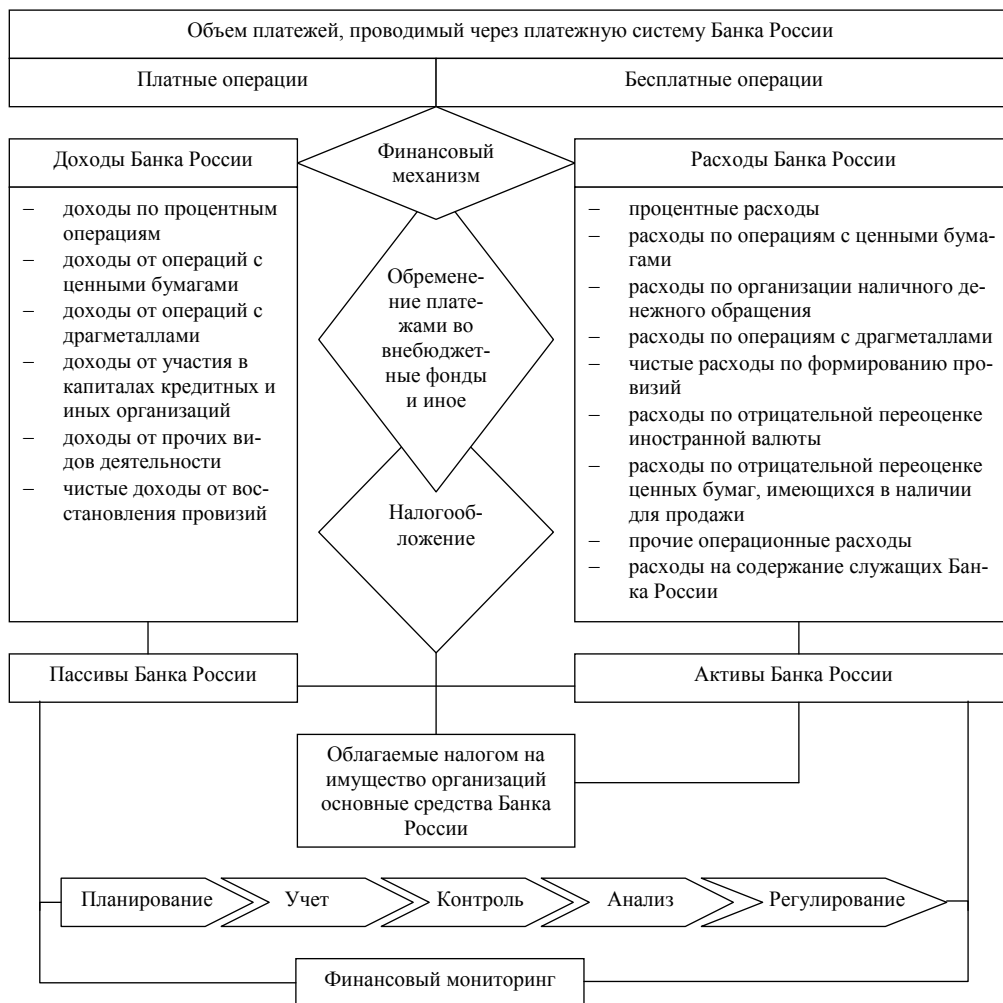 Объем платежей, проводимый через платежную систему Банка России
Платные операции
Бесплатные операции
Финансовый
механизм
Доходы Банка России
– доходы по процентным
операциям
– доходы от операций с
ценными бумагами
– доходы от операций с
драгметаллами
– доходы от участия в
капиталах кредитных и
иных организаций
– доходы от прочих ви-
дов деятельности
– чистые доходы от вос-
становления провизий
Обремене-
ние плате-
жами во
внебюджет-
ные фонды
и иное
Налогооб-
ложение
Расходы Банка России
– процентные расходы
– расходы по операциям с ценными бума-
гами
– расходы по организации наличного де-
нежного обращения
– расходы по операциям с драгметаллами
– чистые расходы по формированию про-
визий
– расходы по отрицательной переоценке
иностранной валюты
– расходы по отрицательной переоценке
ценных бумаг, имеющихся в наличии
для продажи
– прочие операционные расходы
– расходы на содержание служащих Бан-
ка России
Пассивы Банка России
Активы Банка России
Облагаемые налогом на
имущество организаций
основные средства Банка
России
Планирование
Учет
Контроль
Анализ
Регулирование
Финансовый мониторинг